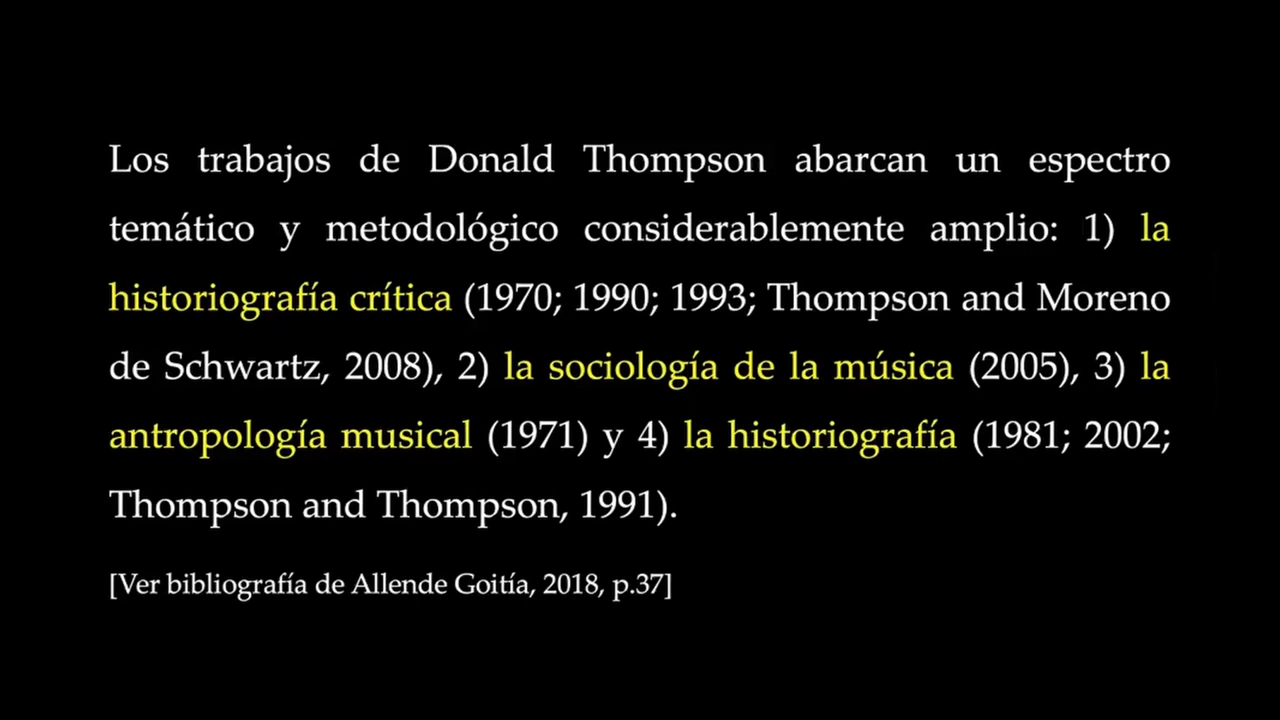 Los trabajos de Donald Thompson abarcan un espectro
temático y metodológico considerablemente amplio: 1) la
historiografía crítica (1970; 1990; 1993; Thompson and Moreno
de Schwartz, 2008), 2) la sociología de la música (2005), 3) la
antropología musical (1971) y 4) la historiografía (1981; 2002;
Thompson and Thompson, 1991).
[Ver bibliografía de Allende Goitía, 2018, p.37]